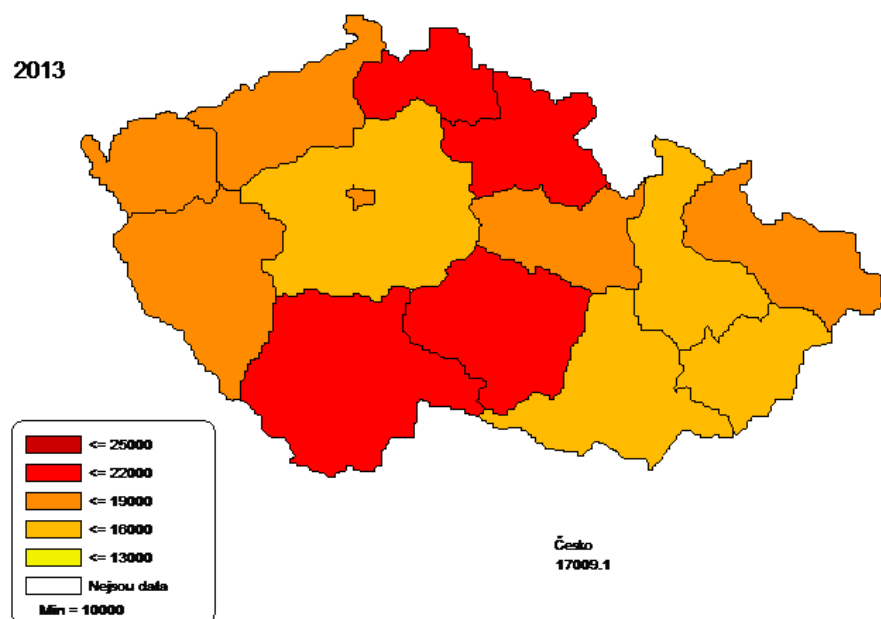 2013
<= 25000
<= 22000
<= 19000
<= 16000
<= 13000
Nejsou data
Min = 10000
Česko
17009.1